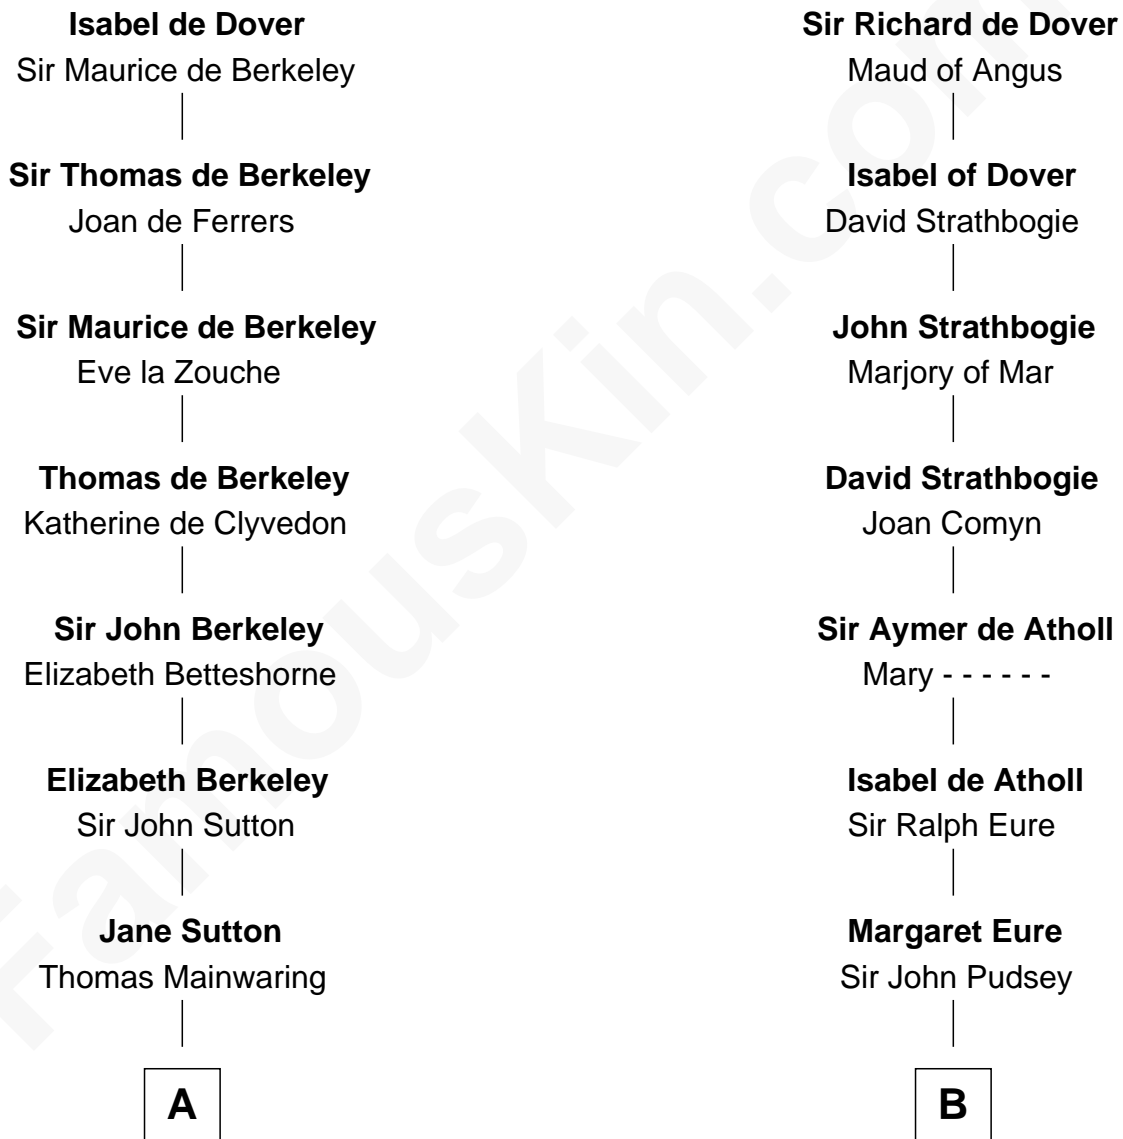 Isabel de Dover
Sir Maurice de Berkeley
Sir Thomas de Berkeley
Joan de Ferrers
Sir Maurice de Berkeley
Eve la Zouche
Thomas de Berkeley
Katherine de Clyvedon
Sir John Berkeley
Elizabeth Betteshorne
Elizabeth Berkeley
Sir John Sutton
Jane Sutton
Thomas Mainwaring
A
Sir Richard de Dover
Maud of Angus
Isabel of Dover
David Strathbogie
John Strathbogie
Marjory of Mar
David Strathbogie
Joan Comyn
Sir Aymer de Atholl
Mary - - - - - -
Isabel de Atholl
Sir Ralph Eure
Margaret Eure
Sir John Pudsey
B
FamousKin.com